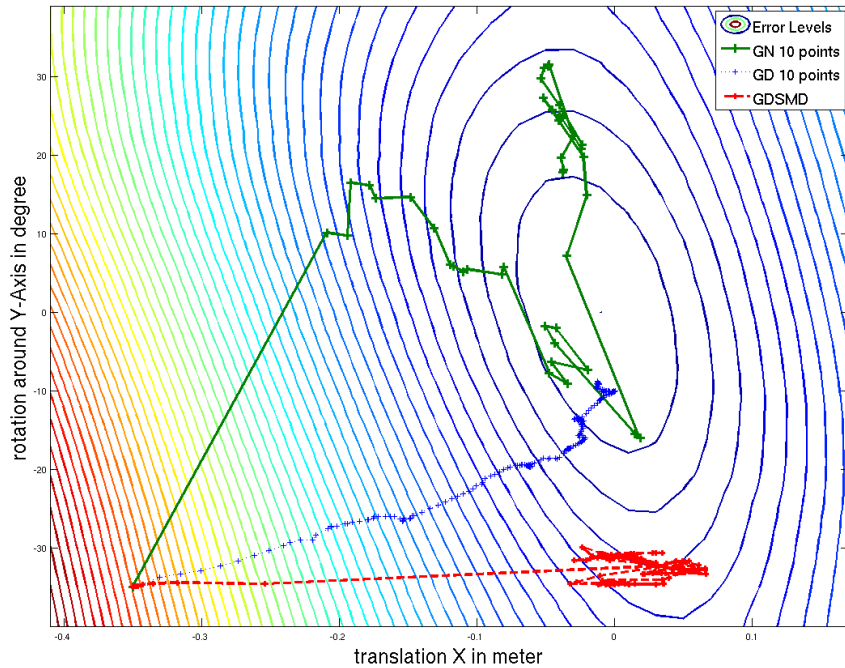 Error Levels
GN 10 points
GD 10 points
GDSMD
30
20
10
0
-10
-20
-30
-40
rotation around Y-Axis in degree
-0.4
-0.3
-0.2
-0.1
0
0.1
translation X in meter